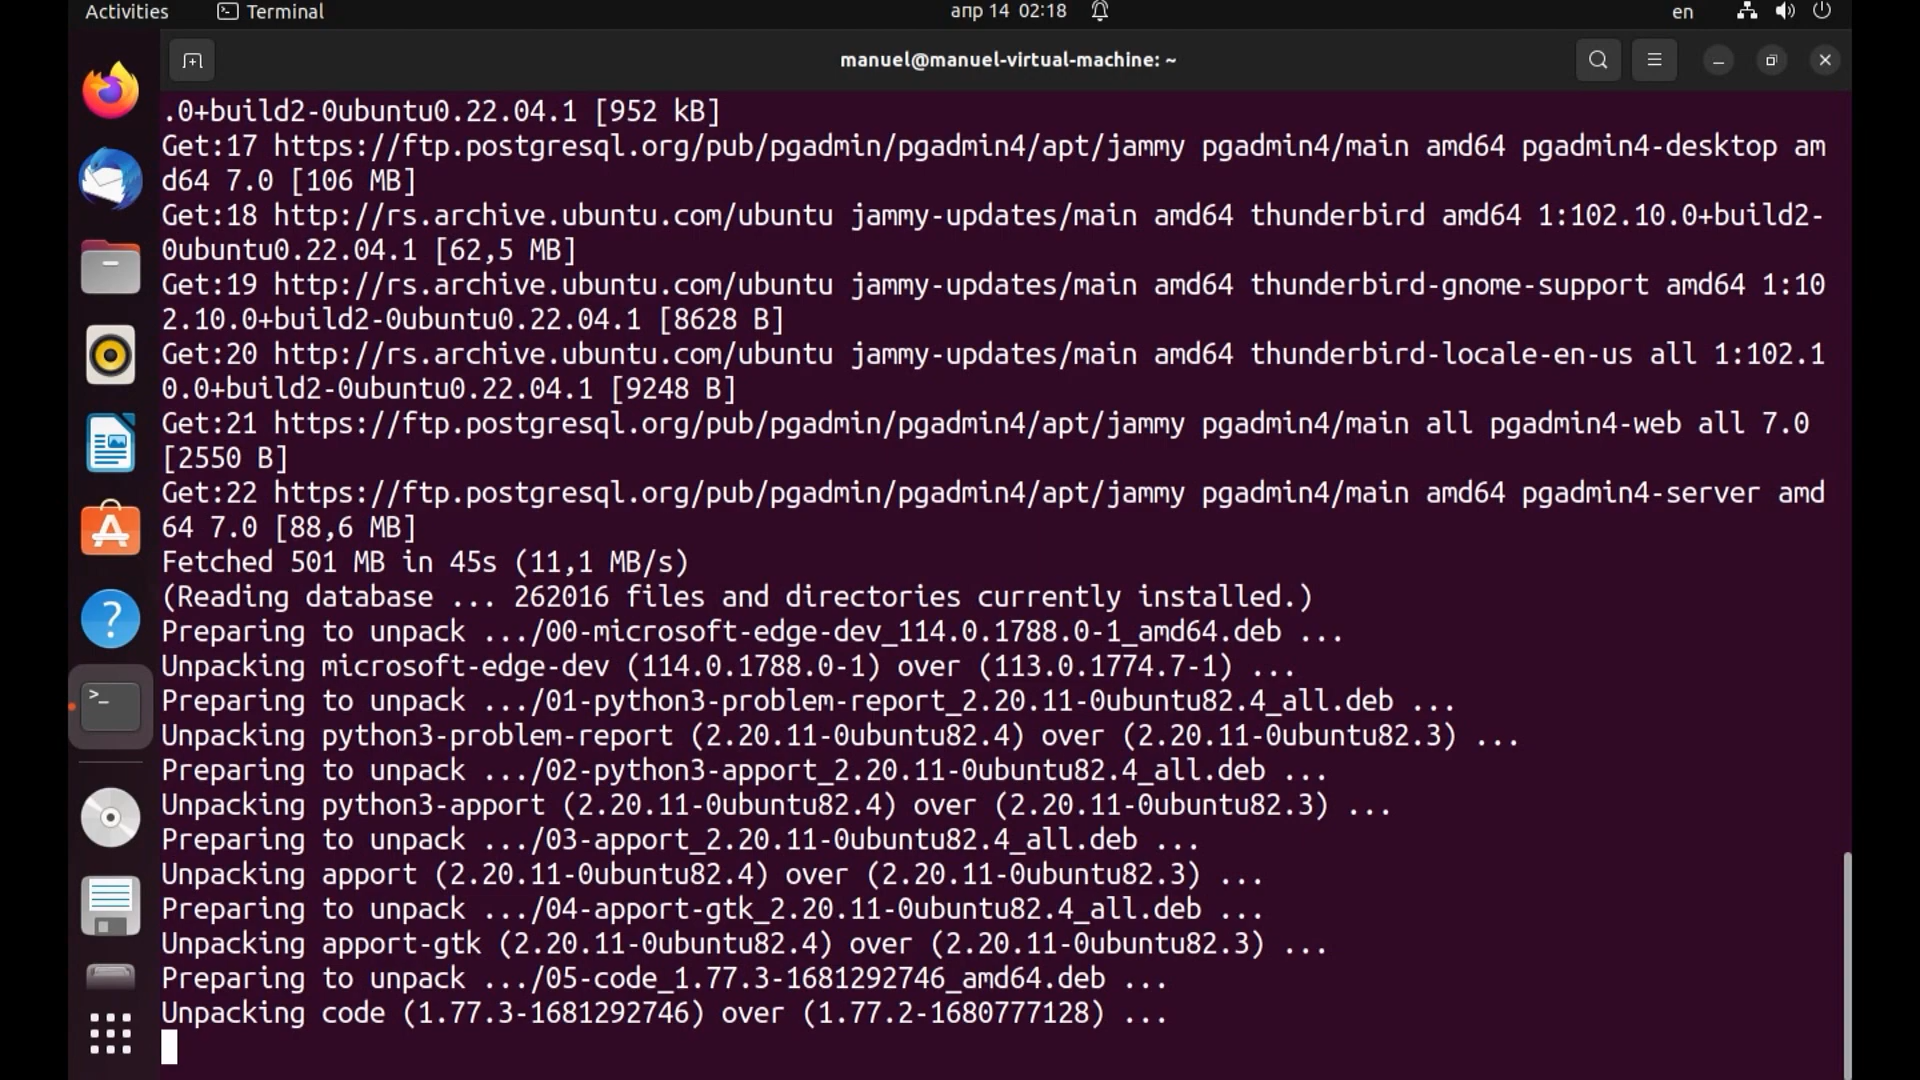 Activities
Terminal
апр 14 02:18
en
manuel@manuel-virtual-machine: ~
.0+build2-0ubuntu0.22.04.1 [952 kB]
Get:17 https://ftp.postgresql.org/pub/pgadmin/pgadmin4/apt/jammy pgadmin4/main amd64 pgadmin4-desktop am
d64 7.0 [106 MB]
Get:18 http://rs.archive.ubuntu.com/ubuntu jammy-updates/main amd64 thunderbird amd64 1:102.10.0+build2-
0ubuntu0.22.04.1 [62,5 MB]
Get:19 http://rs.archive.ubuntu.com/ubuntu jammy-updates/main amd64 thunderbird-gnome-support amd64 1:10
2.10.0+build2-0ubuntu0.22.04.1 [8628 B]
Get:20 http://rs.archive.ubuntu.com/ubuntu jammy-updates/main amd64 thunderbird-locale-en-us all 1:102.1
0.0+build2-0ubuntu0.22.04.1 [9248 B]
Get:21 https://ftp.postgresql.org/pub/pgadmin/pgadmin4/apt/jammy pgadmin4/main all pgadmin4-web all 7.0
[2550 B]
Get:22 https://ftp.postgresql.org/pub/pgadmin/pgadmin4/apt/jammy pgadmin4/main amd64 pgadmin4-server amd
64 7.0 [88,6 MB]
Fetched 501 MB in 45s (11,1 MB/s)
(Reading database ... 262016 files and directories currently installed.)
Preparing to unpack .../00-microsoft-edge-dev_114.0.1788.0-1_amd64.deb ...
Unpacking microsoft-edge-dev (114.0.1788.0-1) over (113.0.1774.7-1) ...
Preparing to unpack .../01-python3-problem-report_2.20.11-0ubuntu82.4_all.deb ...
Unpacking python3-problem-report (2.20.11-0ubuntu82.4) over (2.20.11-0ubuntu82.3) ...
Preparing to unpack .../02-python3-apport_2.20.11-0ubuntu82.4_all.deb ...
Unpacking python3-apport (2.20.11-0ubuntu82.4) over (2.20.11-0ubuntu82.3) ...
Preparing to unpack .../03-apport_2.20.11-0ubuntu82.4_all.deb ...
Unpacking apport (2.20.11-0ubuntu82.4) over (2.20.11-0ubuntu82.3) ...
Preparing to unpack .../04-apport-gtk_2.20.11-0ubuntu82.4_all.deb ...
Unpacking apport-gtk (2.20.11-0ubuntu82.4) over (2.20.11-0ubuntu82.3) ...
Preparing to unpack .../05-code_1.77.3-1681292746_amd64.deb ...
Unpacking code (1.77.3-1681292746) over (1.77.2-1680777128) ...